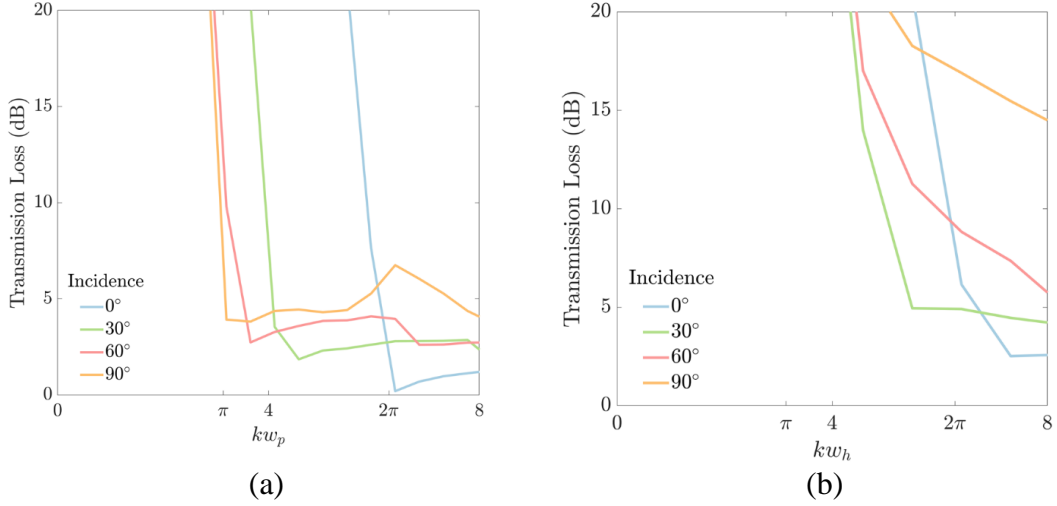 20
15
10
5
0
Transmission Loss (dB)
Incidence
0°
30°
60°
90°
0 π 4 2π 8
kw_p
(a)
20
15
10
5
0
Transmission Loss (dB)
Incidence
0°
30°
60°
90°
0 π 4 2π 8
kw_h
(b)